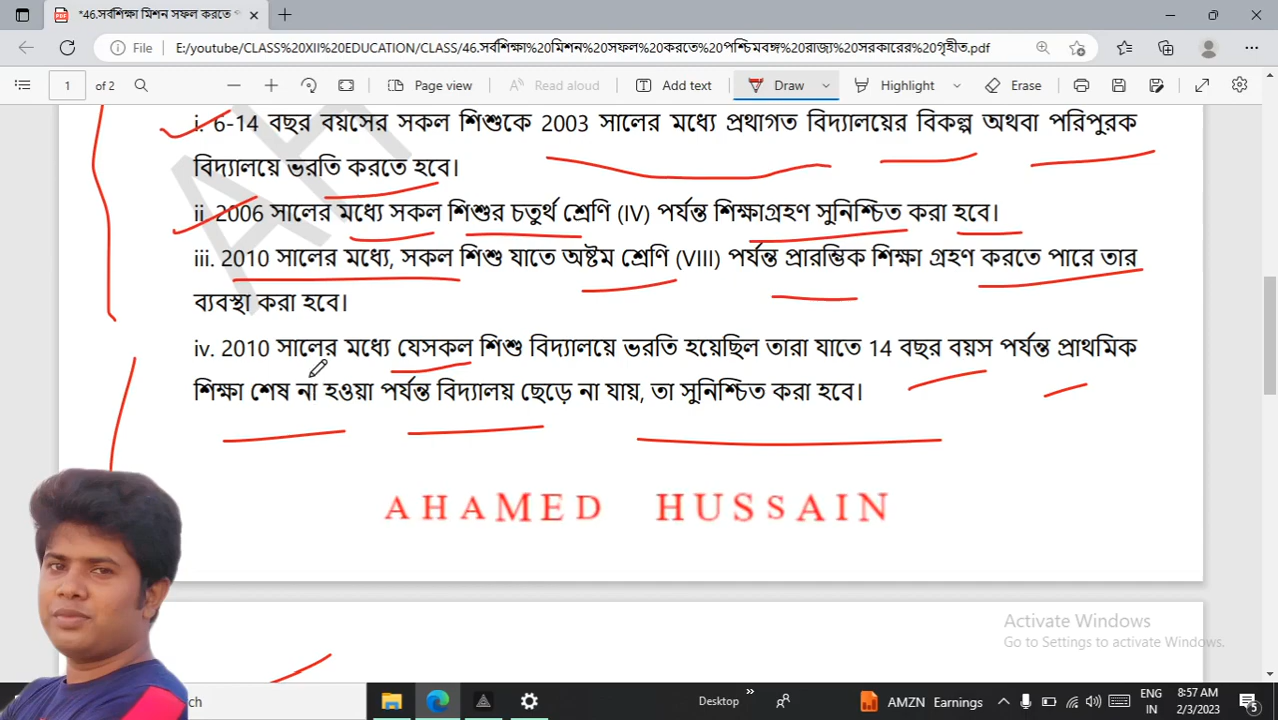 *46.সর্বশিক্ষা মিশন সফল করতে
File E:/youtube/CLASS%20XII%20EDUCATION/CLASS/46.সর্বশিক্ষা%20মিশন%20সফল%20করতে%20পশ্চিমবঙ্গ%20রাজ্য%20সরকারের%20গৃহীত.pdf
1 of 2 Page view Read aloud Add text Draw Highlight Erase
i. 6-14 বছর বয়সের সকল শিশুকে 2003 সালের মধ্যে প্রথাগত বিদ্যালয়ের বিকল্প অথবা পরিপুরক
বিদ্যালয়ে ভরতি করতে হবে।
ii. 2006 সালের মধ্যে সকল শিশুর চতুর্থ শ্রেণি (IV) পর্যন্ত শিক্ষাগ্রহণ সুনিশ্চিত করা হবে।
iii. 2010 সালের মধ্যে, সকল শিশু যাতে অষ্টম শ্রেণি (VIII) পর্যন্ত প্রারম্ভিক শিক্ষা গ্রহণ করতে পারে তার
ব্যবস্থা করা হবে।
iv. 2010 সালের মধ্যে যেসকল শিশু বিদ্যালয়ে ভরতি হয়েছিল তারা যাতে 14 বছর বয়স পর্যন্ত প্রাথমিক
শিক্ষা শেষ না হওয়া পর্যন্ত বিদ্যালয় ছেড়ে না যায়, তা সুনিশ্চিত করা হবে।
AHAMED HUSSAIN
Activate Windows
Go to Settings to activate Windows.
Desktop AMZN Earnings ENG IN 8:57 AM 2/3/2023 5